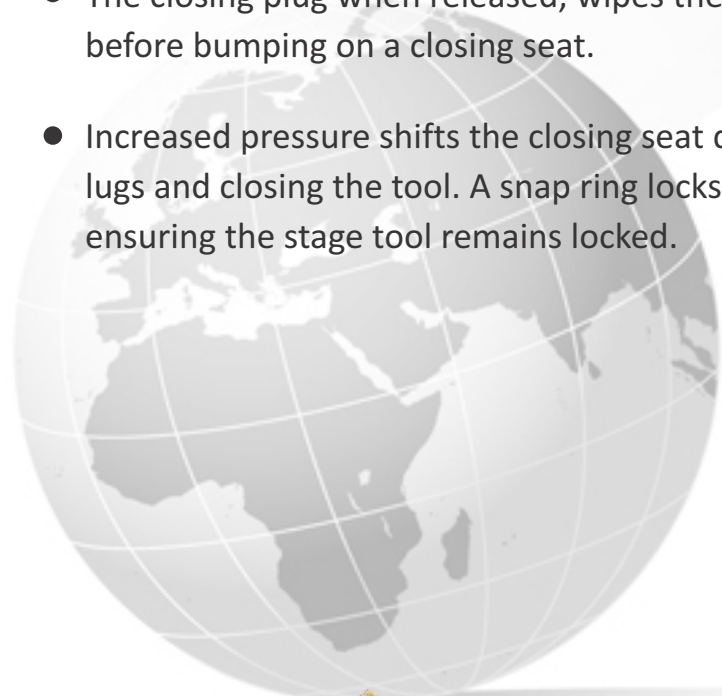 ● The closing plug when released, wipes the
before bumping on a closing seat.
● Increased pressure shifts the closing seat
lugs and closing the tool. A snap ring locks
ensuring the stage tool remains locked.